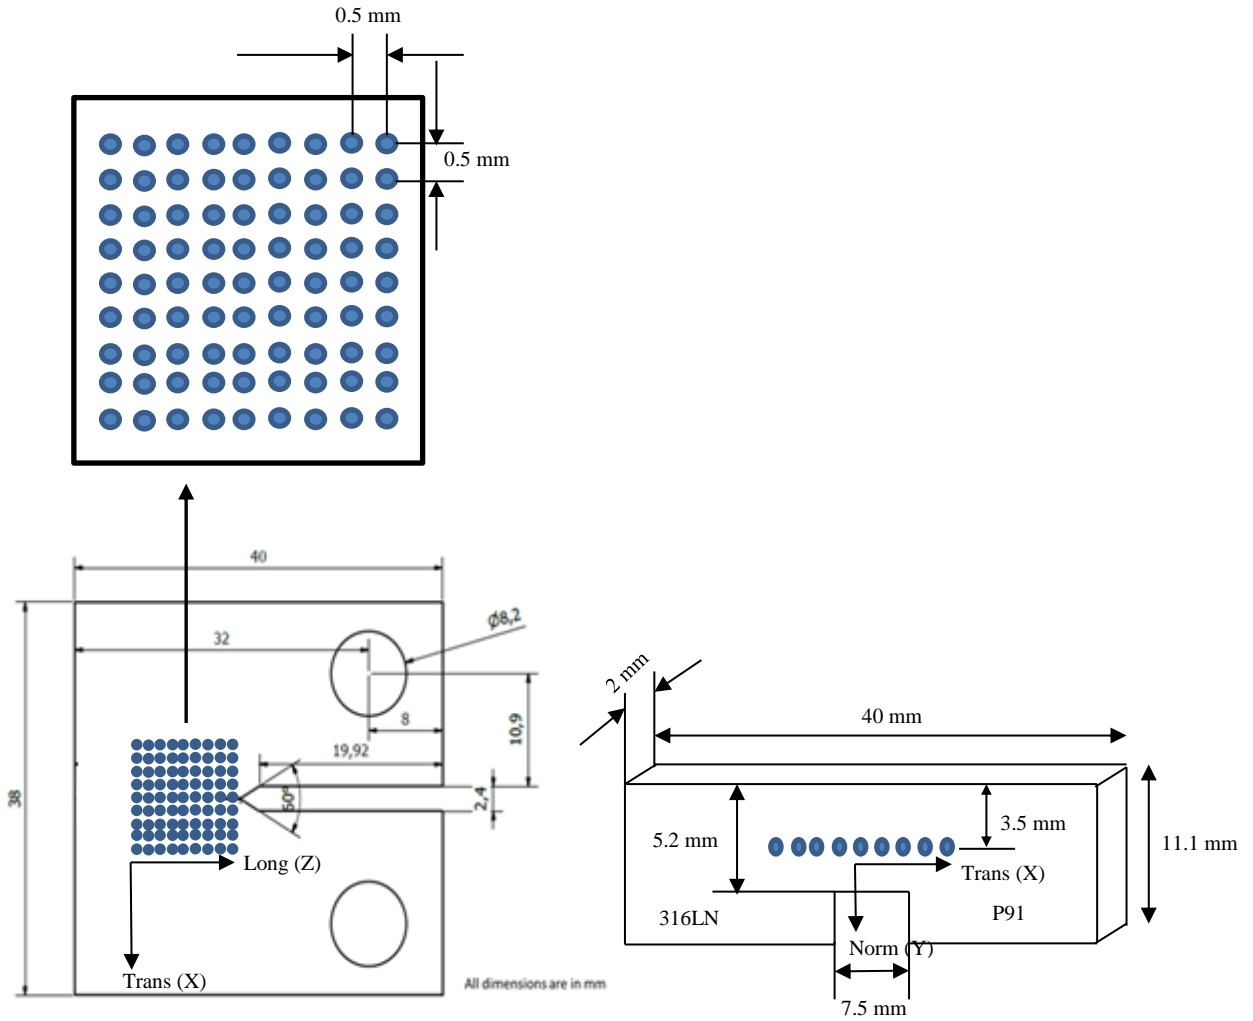 0.5 mm
0.5 mm
40
32
Ø8,2
8
10,9
19,92
50°
2,4
38
Long (Z)
Trans (X)
All dimensions are in mm
2 mm
40 mm
5.2 mm
3.5 mm
11.1 mm
Trans (X)
316LN
P91
Norm (Y)
7.5 mm